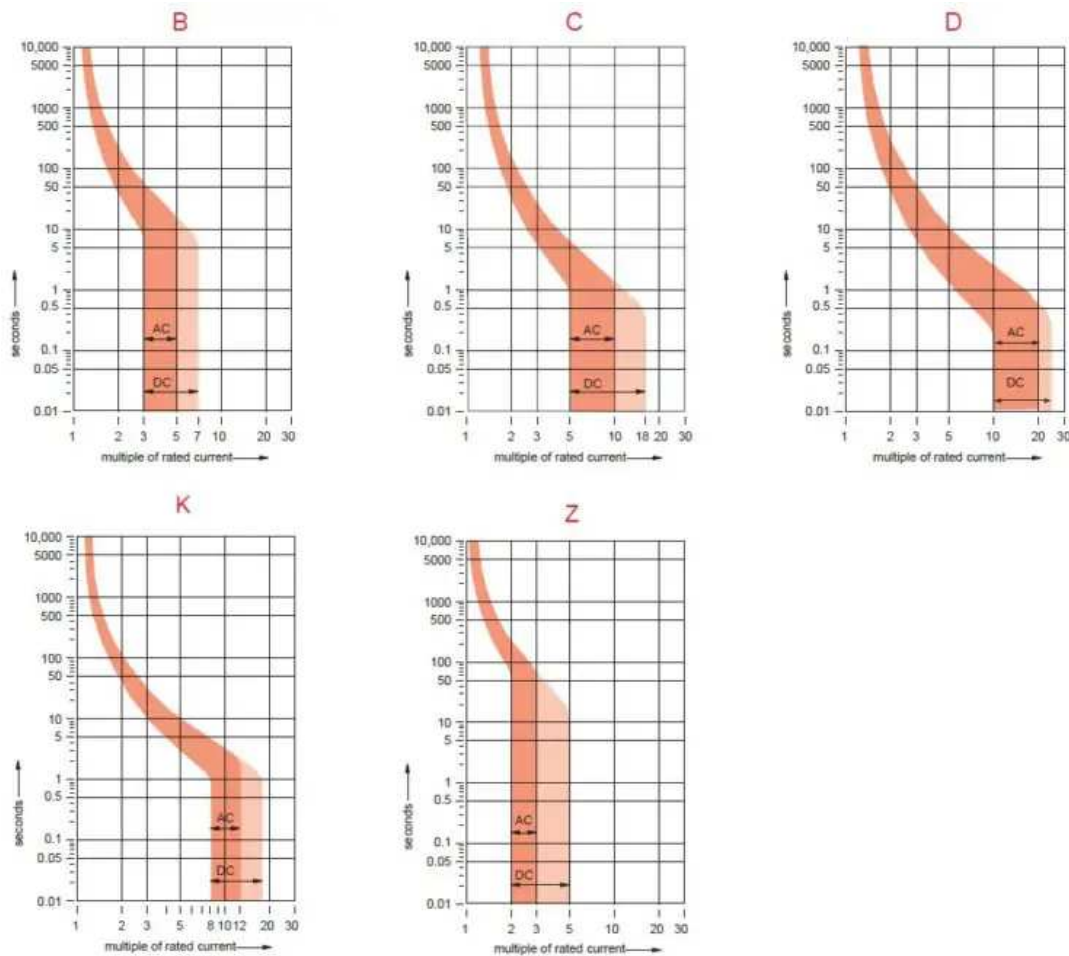 B
10,000
5000
1000
500
100
50
10
5
1
0.5
0.1
0.05
0.01
seconds
AC
DC
1 2 3 5 7 10 20 30
multiple of rated current
C
10,000
5000
1000
500
100
50
10
5
1
0.5
0.1
0.05
0.01
seconds
AC
DC
1 2 3 5 10 18 20 30
multiple of rated current
D
10,000
5000
1000
500
100
50
10
5
1
0.5
0.1
0.05
0.01
seconds
AC
DC
1 2 3 5 10 20 30
multiple of rated current
K
10,000
5000
1000
500
100
50
10
5
1
0.5
0.1
0.05
0.01
seconds
AC
DC
1 2 3 5 8 10 12 20 30
multiple of rated current
Z
10,000
5000
1000
500
100
50
10
5
1
0.5
0.1
0.05
0.01
seconds
AC
DC
1 2 3 5 10 20 30
multiple of rated current